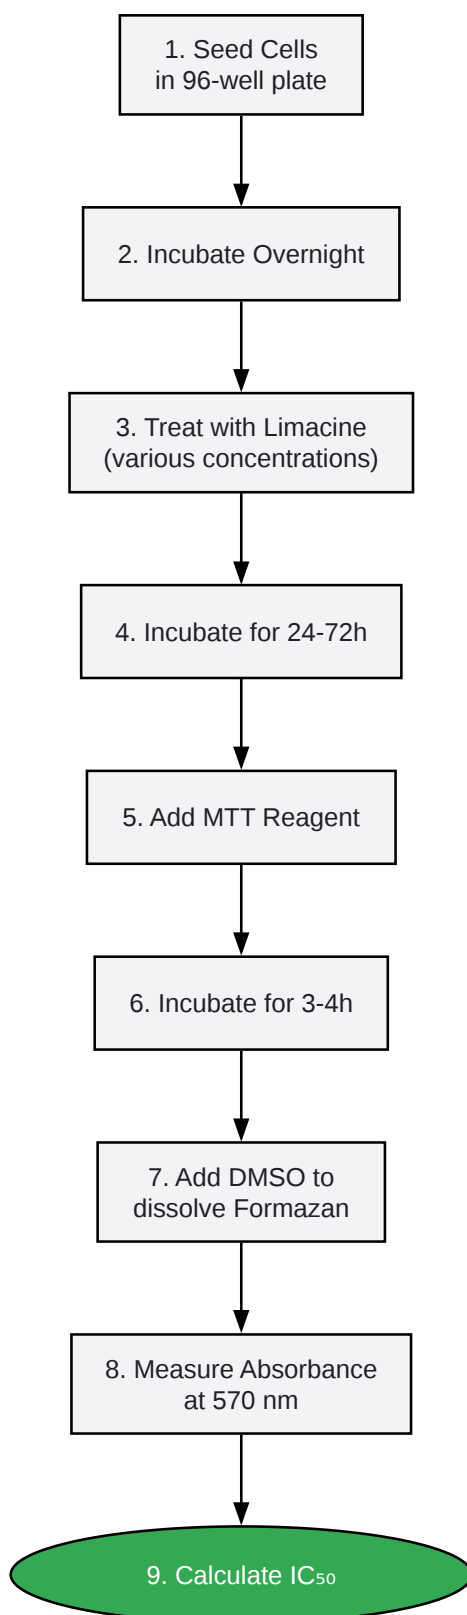 1. Seed Cells
in 96-well plate
2. Incubate Overnight
3. Treat with Limacine
(various concentrations)
4. Incubate for 24-72h
5. Add MTT Reagent
6. Incubate for 3-4h
7. Add DMSO to
dissolve Formazan
8. Measure Absorbance
at 570 nm
9. Calculate IC₅₀